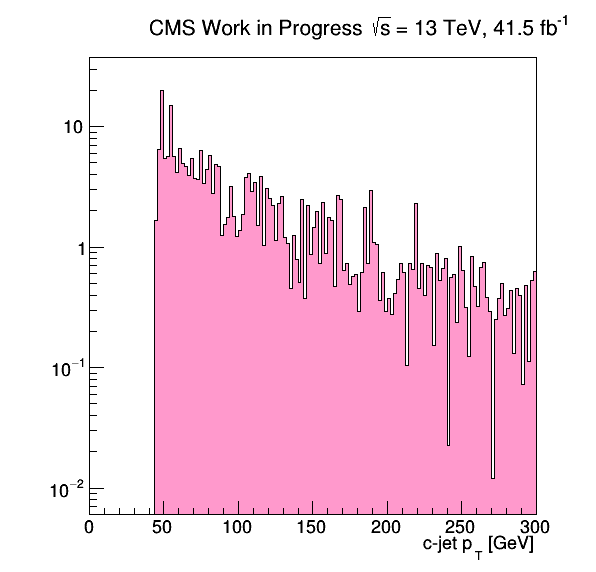 CMS Work in Progress √s = 13 TeV, 41.5 fb⁻¹
10
1
10⁻¹
10⁻²
0 50 100 150 200 250 300
c-jet p_T [GeV]